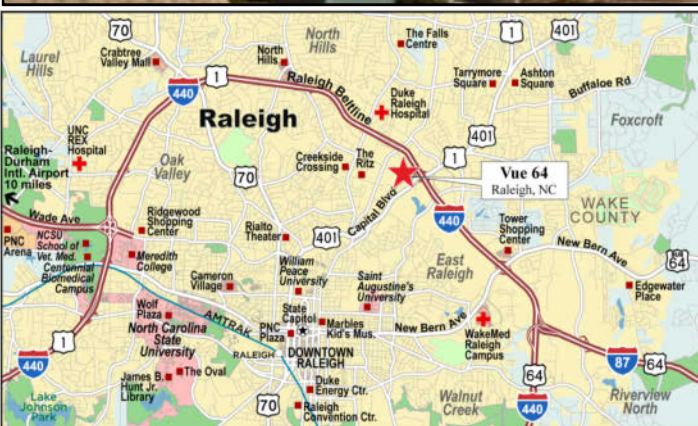 70
1
401
Laurel
Hills
Crabtree
Valley Mall
North
Hills
North
Hills
The Falls
Centre
440
1
Raleigh Beltline
Tarrymore
Square
Ashton
Square
Buffaloe Rd
Raleigh
Duke
Raleigh
Hospital
401
Foxcroft
UNC
REX
Hospital
Raleigh-
Durham
Intl. Airport
10 miles
Oak
Valley
70
Creekside
Crossing
The
Ritz
1
Vue 64
Raleigh, NC
Capital Blvd
WAKE
COUNTY
Wade Ave
Ridgewood
Shopping
Center
Rialto
Theater
401
440
Tower
Shopping
Center
New Bern Ave
BUS
64
PNC
Arena
NCSU
School of
Vet. Med.
Centennial
Biomedical
Campus
Meredith
College
William
Peace
University
East
Raleigh
Cameron
Village
Saint
Augustine's
University
Edgewater
Place
Wolf
Plaza
North Carolina
State
University
AMTRAK
State
Capitol
PNC
Plaza
Marbles
Kid's Mus.
New Bern Ave
WakeMed
Raleigh
Campus
1
RALEIGH
DOWNTOWN
RALEIGH
440
James B.
Hunt Jr.
Library
The Oval
Duke
Energy Ctr.
64
87
64
Lake
Johnson
Park
70
Raleigh
Convention Ctr.
Walnut
Creek
440
Riverview
North